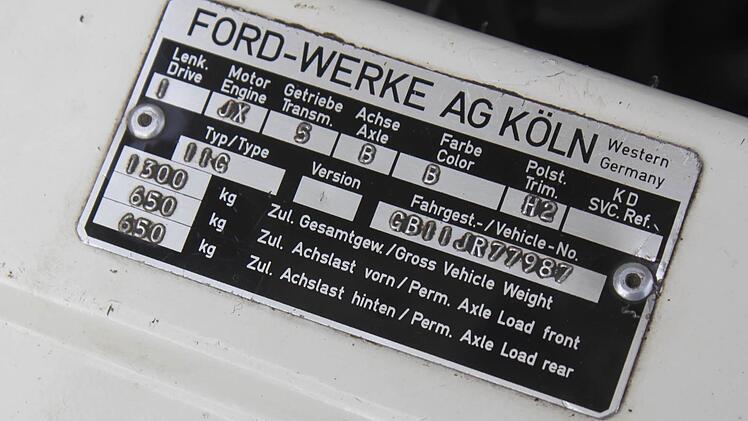 FORD-WERKE AG KÖLN Western Germany
Lenk. Drive Motor Engine Getriebe Transm. Achse Axle Farbe Color Polst. Trim. KD SVC. Ref.
1 JX 5 B B H2
Typ/Type Version Fahrgest.-/Vehicle-No.
11G GB11JR77987
1300 kg Zul. Gesamtgew./Gross Vehicle Weight
650 kg Zul. Achslast vorn/Perm. Axle Load front
650 kg Zul. Achslast hinten/Perm. Axle Load rear